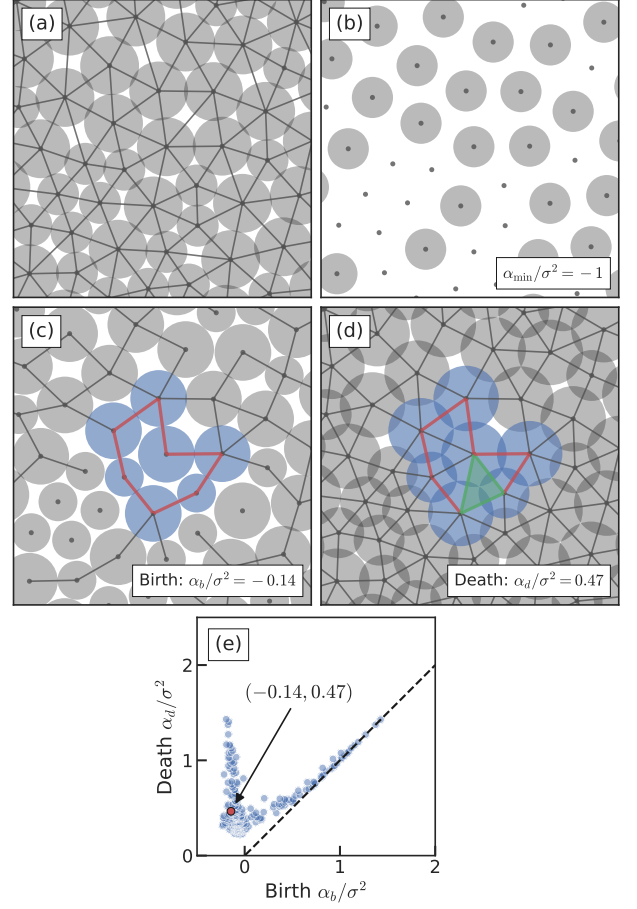 (a)
(b)
α_min/σ² = −1
(c)
(d)
Birth: α_b/σ² = −0.14
Death: α_d/σ² = 0.47
(e)
(−0.14, 0.47)
Death α_d/σ²
2
1
0
0 1 2
Birth α_b/σ²